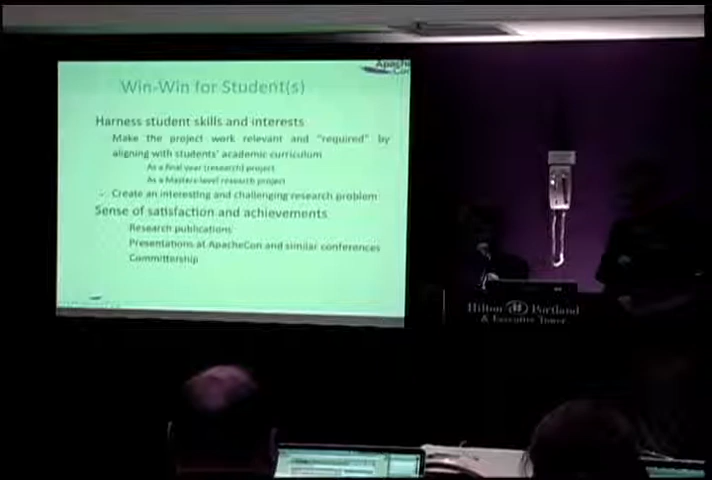 Apache
Con
Win-Win for Student(s)
Harness student skills and interests
Make the project work relevant and "required" by
aligning with students' academic curriculum
As a final year (research) project
As a Masters-level research project
- Create an interesting and challenging research problem
Sense of satisfaction and achievements
Research publications
Presentations at ApacheCon and similar conferences
Committership
Hilton Portland
& Executive Tower